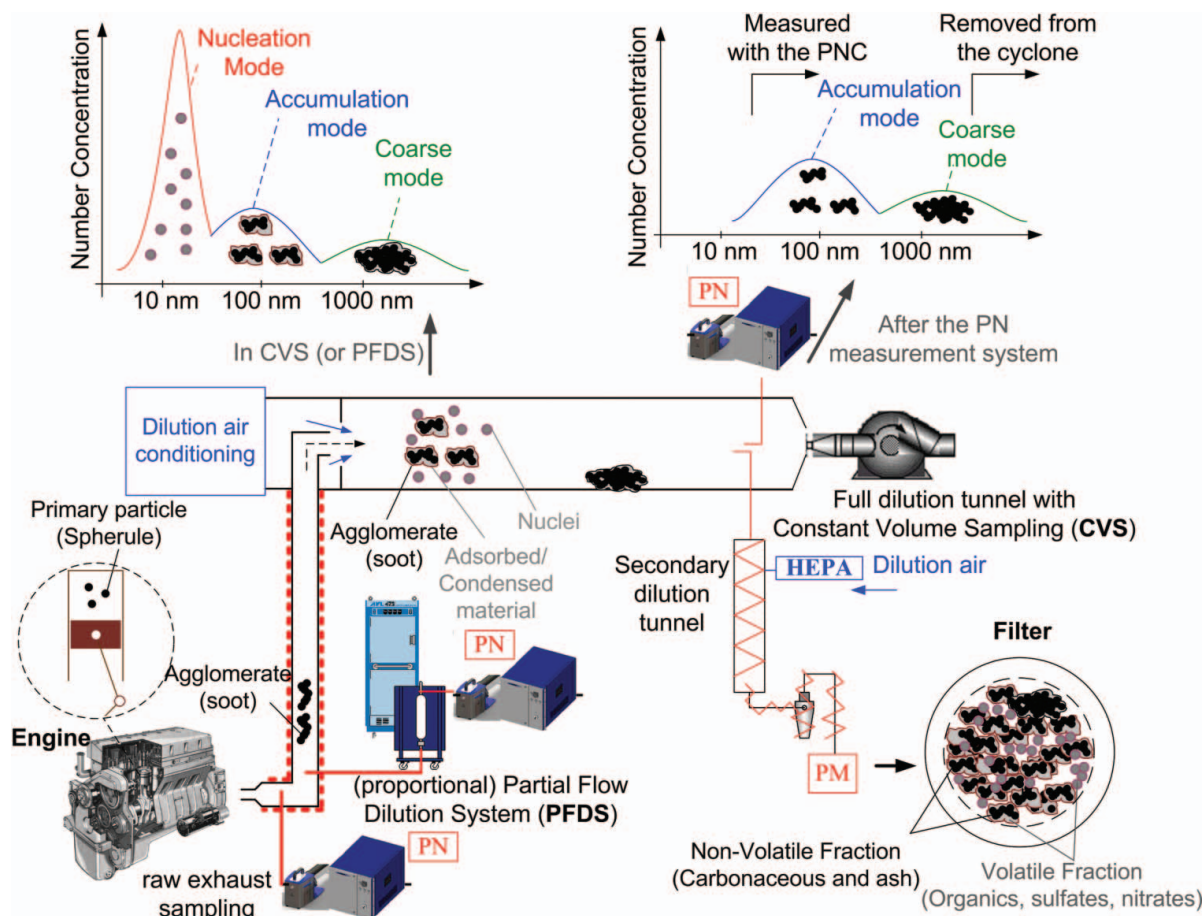 Nucleation
Mode
Accumulation
mode
Coarse
mode
Number Concentration
10 nm
100 nm
1000 nm
Measured
with the PNC
Removed from
the cyclone
Accumulation
mode
Coarse
mode
Number Concentration
10 nm
100 nm
1000 nm
In CVS (or PFDS)
PN
After the PN
measurement system
Dilution air
conditioning
Primary particle
(Spherule)
Agglomerate
(soot)
Nuclei
Adsorbed/
Condensed
material
Full dilution tunnel with
Constant Volume Sampling (CVS)
Secondary
dilution
tunnel
HEPA
Dilution air
PN
Agglomerate
(soot)
Engine
Filter
(proportional) Partial Flow
Dilution System (PFDS)
PM
PN
raw exhaust
sampling
Non-Volatile Fraction
(Carbonaceous and ash)
Volatile Fraction
(Organics, sulfates, nitrates)